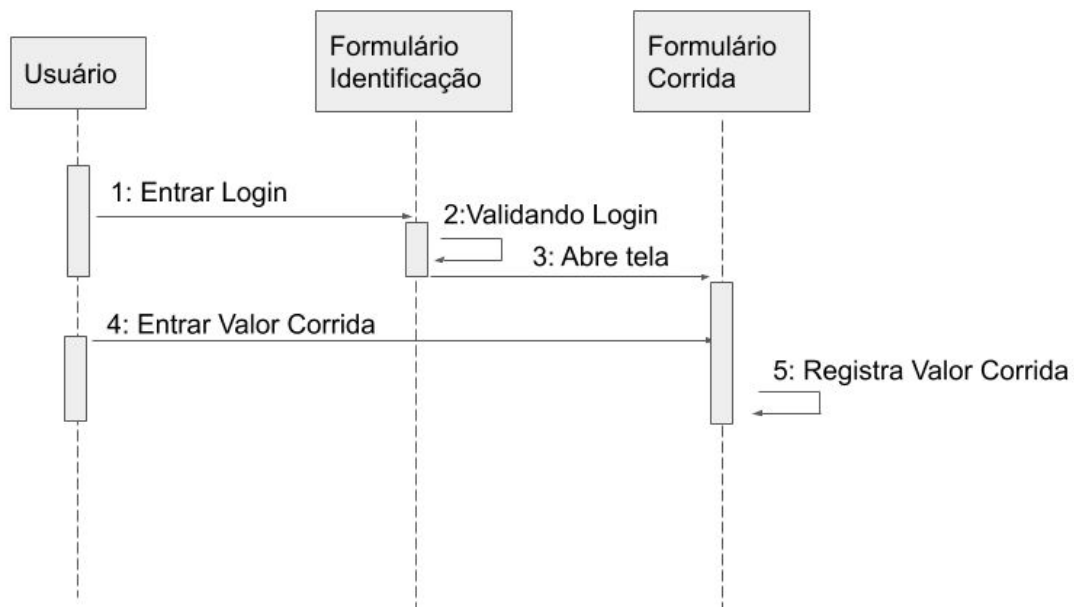 Usuário
Formulário
Identificação
Formulário
Corrida
1: Entrar Login
2:Validando Login
3: Abre tela
4: Entrar Valor Corrida
5: Registra Valor Corrida